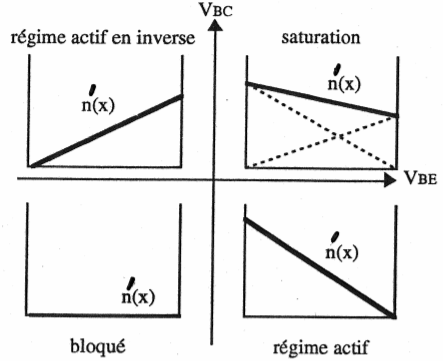 VBC
régime actif en inverse
saturation
n'(x)
n'(x)
VBE
n'(x)
n'(x)
bloqué
régime actif